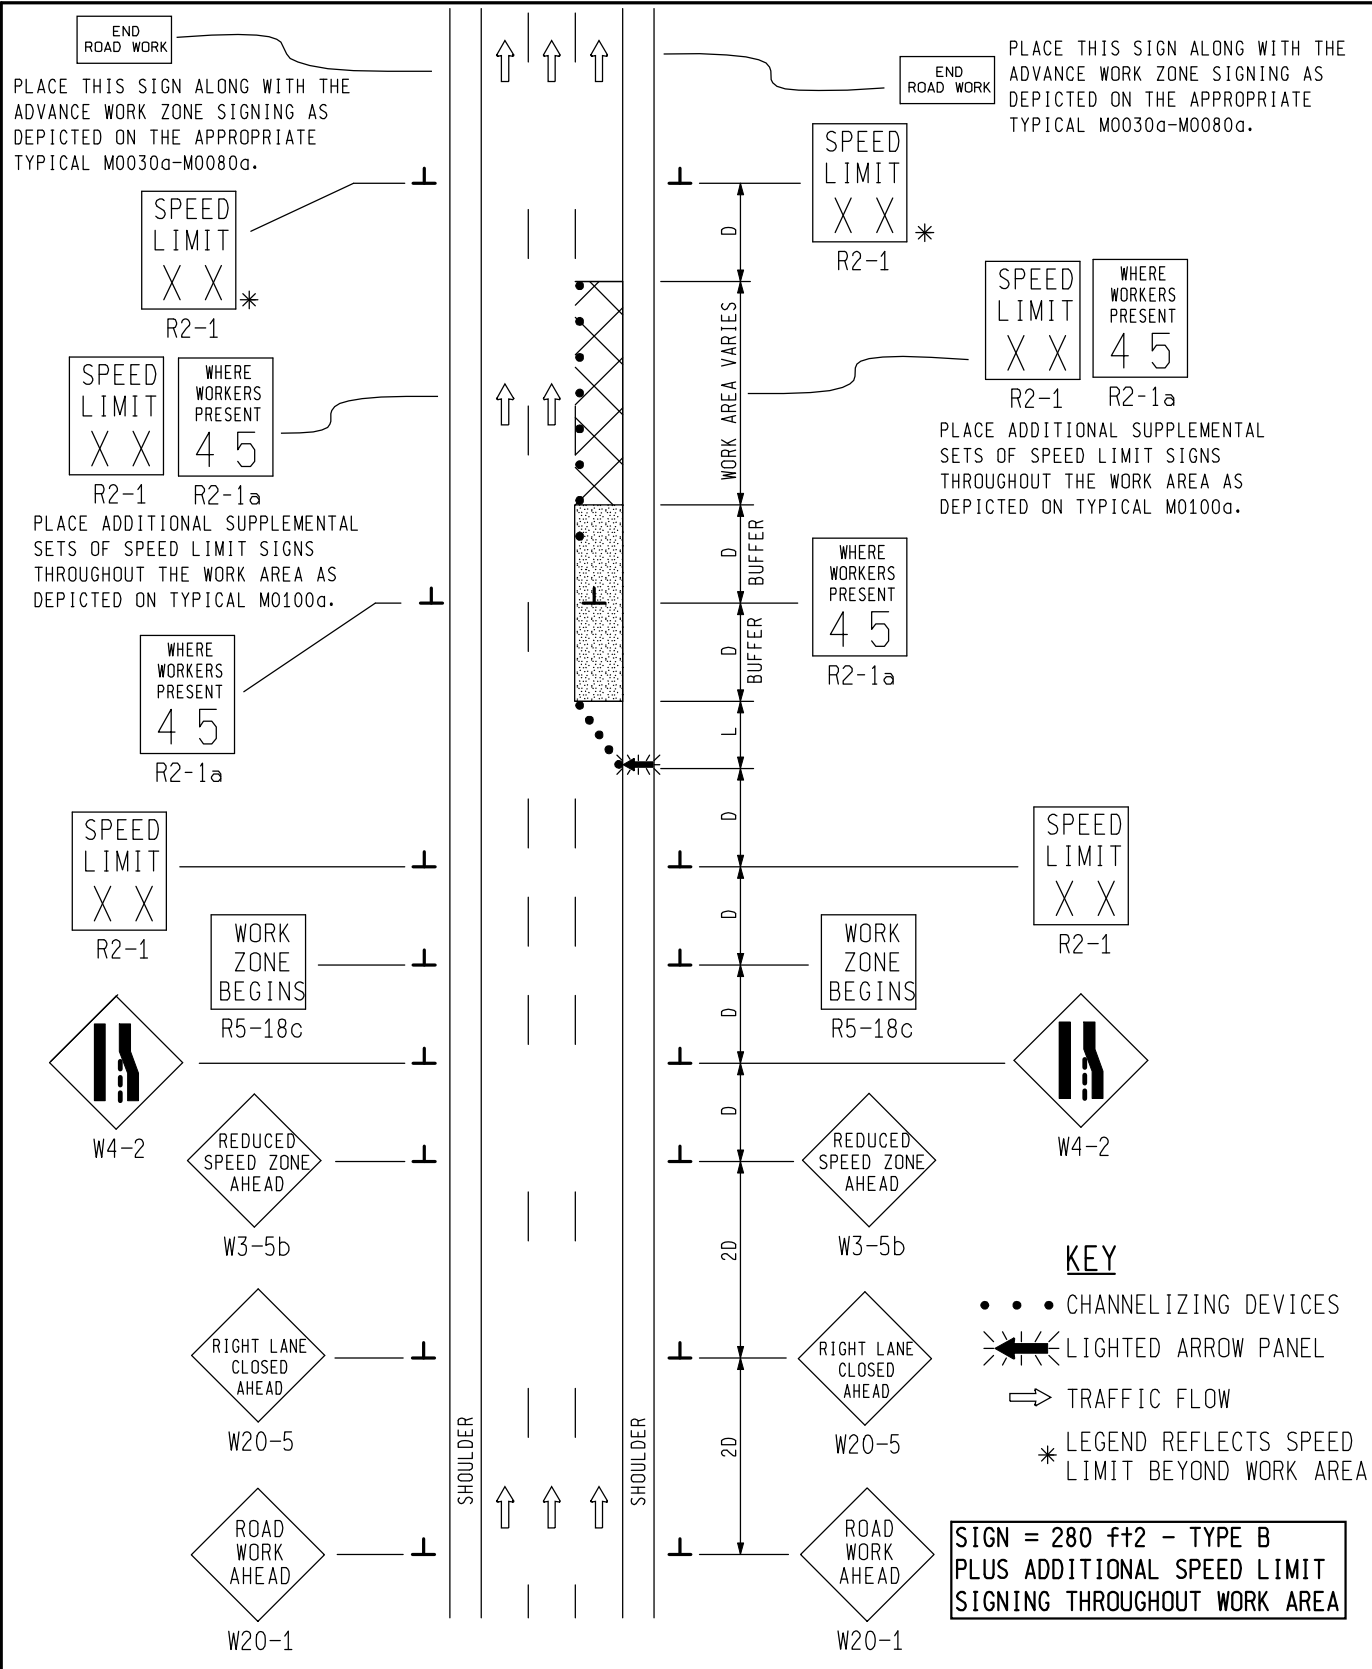 END
ROAD WORK
PLACE THIS SIGN ALONG WITH THE
ADVANCE WORK ZONE SIGNING AS
DEPICTED ON THE APPROPRIATE
TYPICAL M0030a-M0080a.
END
ROAD WORK
PLACE THIS SIGN ALONG WITH THE
ADVANCE WORK ZONE SIGNING AS
DEPICTED ON THE APPROPRIATE
TYPICAL M0030a-M0080a.
SPEED
LIMIT
X X
*
R2-1
SPEED
LIMIT
X X
*
R2-1
D
SPEED
LIMIT
X X
R2-1
WHERE
WORKERS
PRESENT
4 5
R2-1a
PLACE ADDITIONAL SUPPLEMENTAL
SETS OF SPEED LIMIT SIGNS
THROUGHOUT THE WORK AREA AS
DEPICTED ON TYPICAL M0100a.
WORK AREA VARIES
SPEED
LIMIT
X X
R2-1
WHERE
WORKERS
PRESENT
4 5
R2-1a
PLACE ADDITIONAL SUPPLEMENTAL
SETS OF SPEED LIMIT SIGNS
THROUGHOUT THE WORK AREA AS
DEPICTED ON TYPICAL M0100a.
D
BUFFER
D
BUFFER
WHERE
WORKERS
PRESENT
4 5
R2-1a
WHERE
WORKERS
PRESENT
4 5
R2-1a
L
D
SPEED
LIMIT
X X
R2-1
SPEED
LIMIT
X X
R2-1
D
WORK
ZONE
BEGINS
R5-18c
WORK
ZONE
BEGINS
R5-18c
D
W4-2
W4-2
D
REDUCED
SPEED ZONE
AHEAD
W3-5b
REDUCED
SPEED ZONE
AHEAD
W3-5b
2D
RIGHT LANE
CLOSED
AHEAD
W20-5
RIGHT LANE
CLOSED
AHEAD
W20-5
2D
SHOULDER
SHOULDER
ROAD
WORK
AHEAD
W20-1
ROAD
WORK
AHEAD
W20-1
KEY
CHANNELIZING DEVICES
LIGHTED ARROW PANEL
TRAFFIC FLOW
* LEGEND REFLECTS SPEED
LIMIT BEYOND WORK AREA
SIGN = 280 ft2 - TYPE B
PLUS ADDITIONAL SPEED LIMIT
SIGNING THROUGHOUT WORK AREA